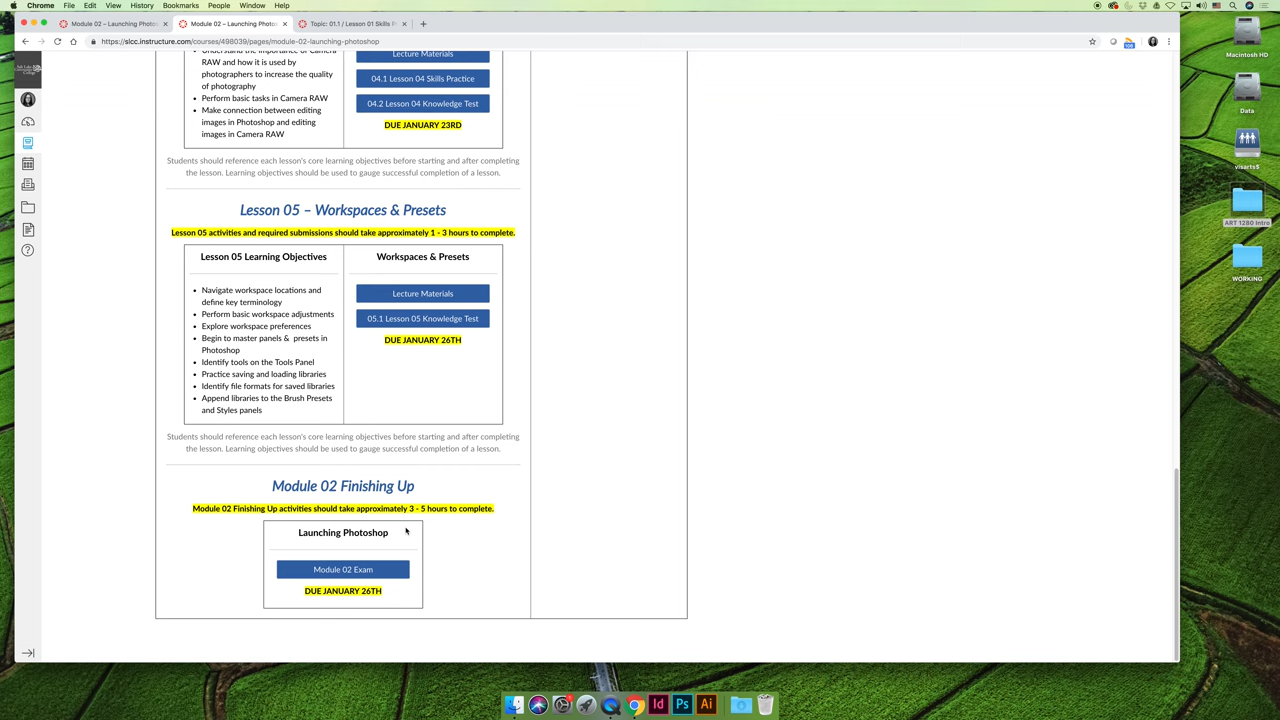 Chrome File Edit View History Bookmarks People Window Help
Module 02 – Launching Photos
Module 02 – Launching Photos
Topic: 01.1 / Lesson 01 Skills P
https://slcc.instructure.com/courses/498039/pages/module-02-launching-photoshop
Macintosh HD
Data
visarts$
ART 1280 Intro
WORKING
Understand the importance of Camera
RAW and how it is used by
photographers to increase the quality
of photography
Perform basic tasks in Camera RAW
Make connection between editing
images in Photoshop and editing
images in Camera RAW
Lecture Materials
04.1 Lesson 04 Skills Practice
04.2 Lesson 04 Knowledge Test
DUE JANUARY 23RD
Students should reference each lesson's core learning objectives before starting and after completing
the lesson. Learning objectives should be used to gauge successful completion of a lesson.
Lesson 05 – Workspaces & Presets
Lesson 05 activities and required submissions should take approximately 1 - 3 hours to complete.
Lesson 05 Learning Objectives
Navigate workspace locations and
define key terminology
Perform basic workspace adjustments
Explore workspace preferences
Begin to master panels & presets in
Photoshop
Identify tools on the Tools Panel
Practice saving and loading libraries
Identify file formats for saved libraries
Append libraries to the Brush Presets
and Styles panels
Workspaces & Presets
Lecture Materials
05.1 Lesson 05 Knowledge Test
DUE JANUARY 26TH
Students should reference each lesson's core learning objectives before starting and after completing
the lesson. Learning objectives should be used to gauge successful completion of a lesson.
Module 02 Finishing Up
Module 02 Finishing Up activities should take approximately 3 - 5 hours to complete.
Launching Photoshop
Module 02 Exam
DUE JANUARY 26TH
Id Ps Ai